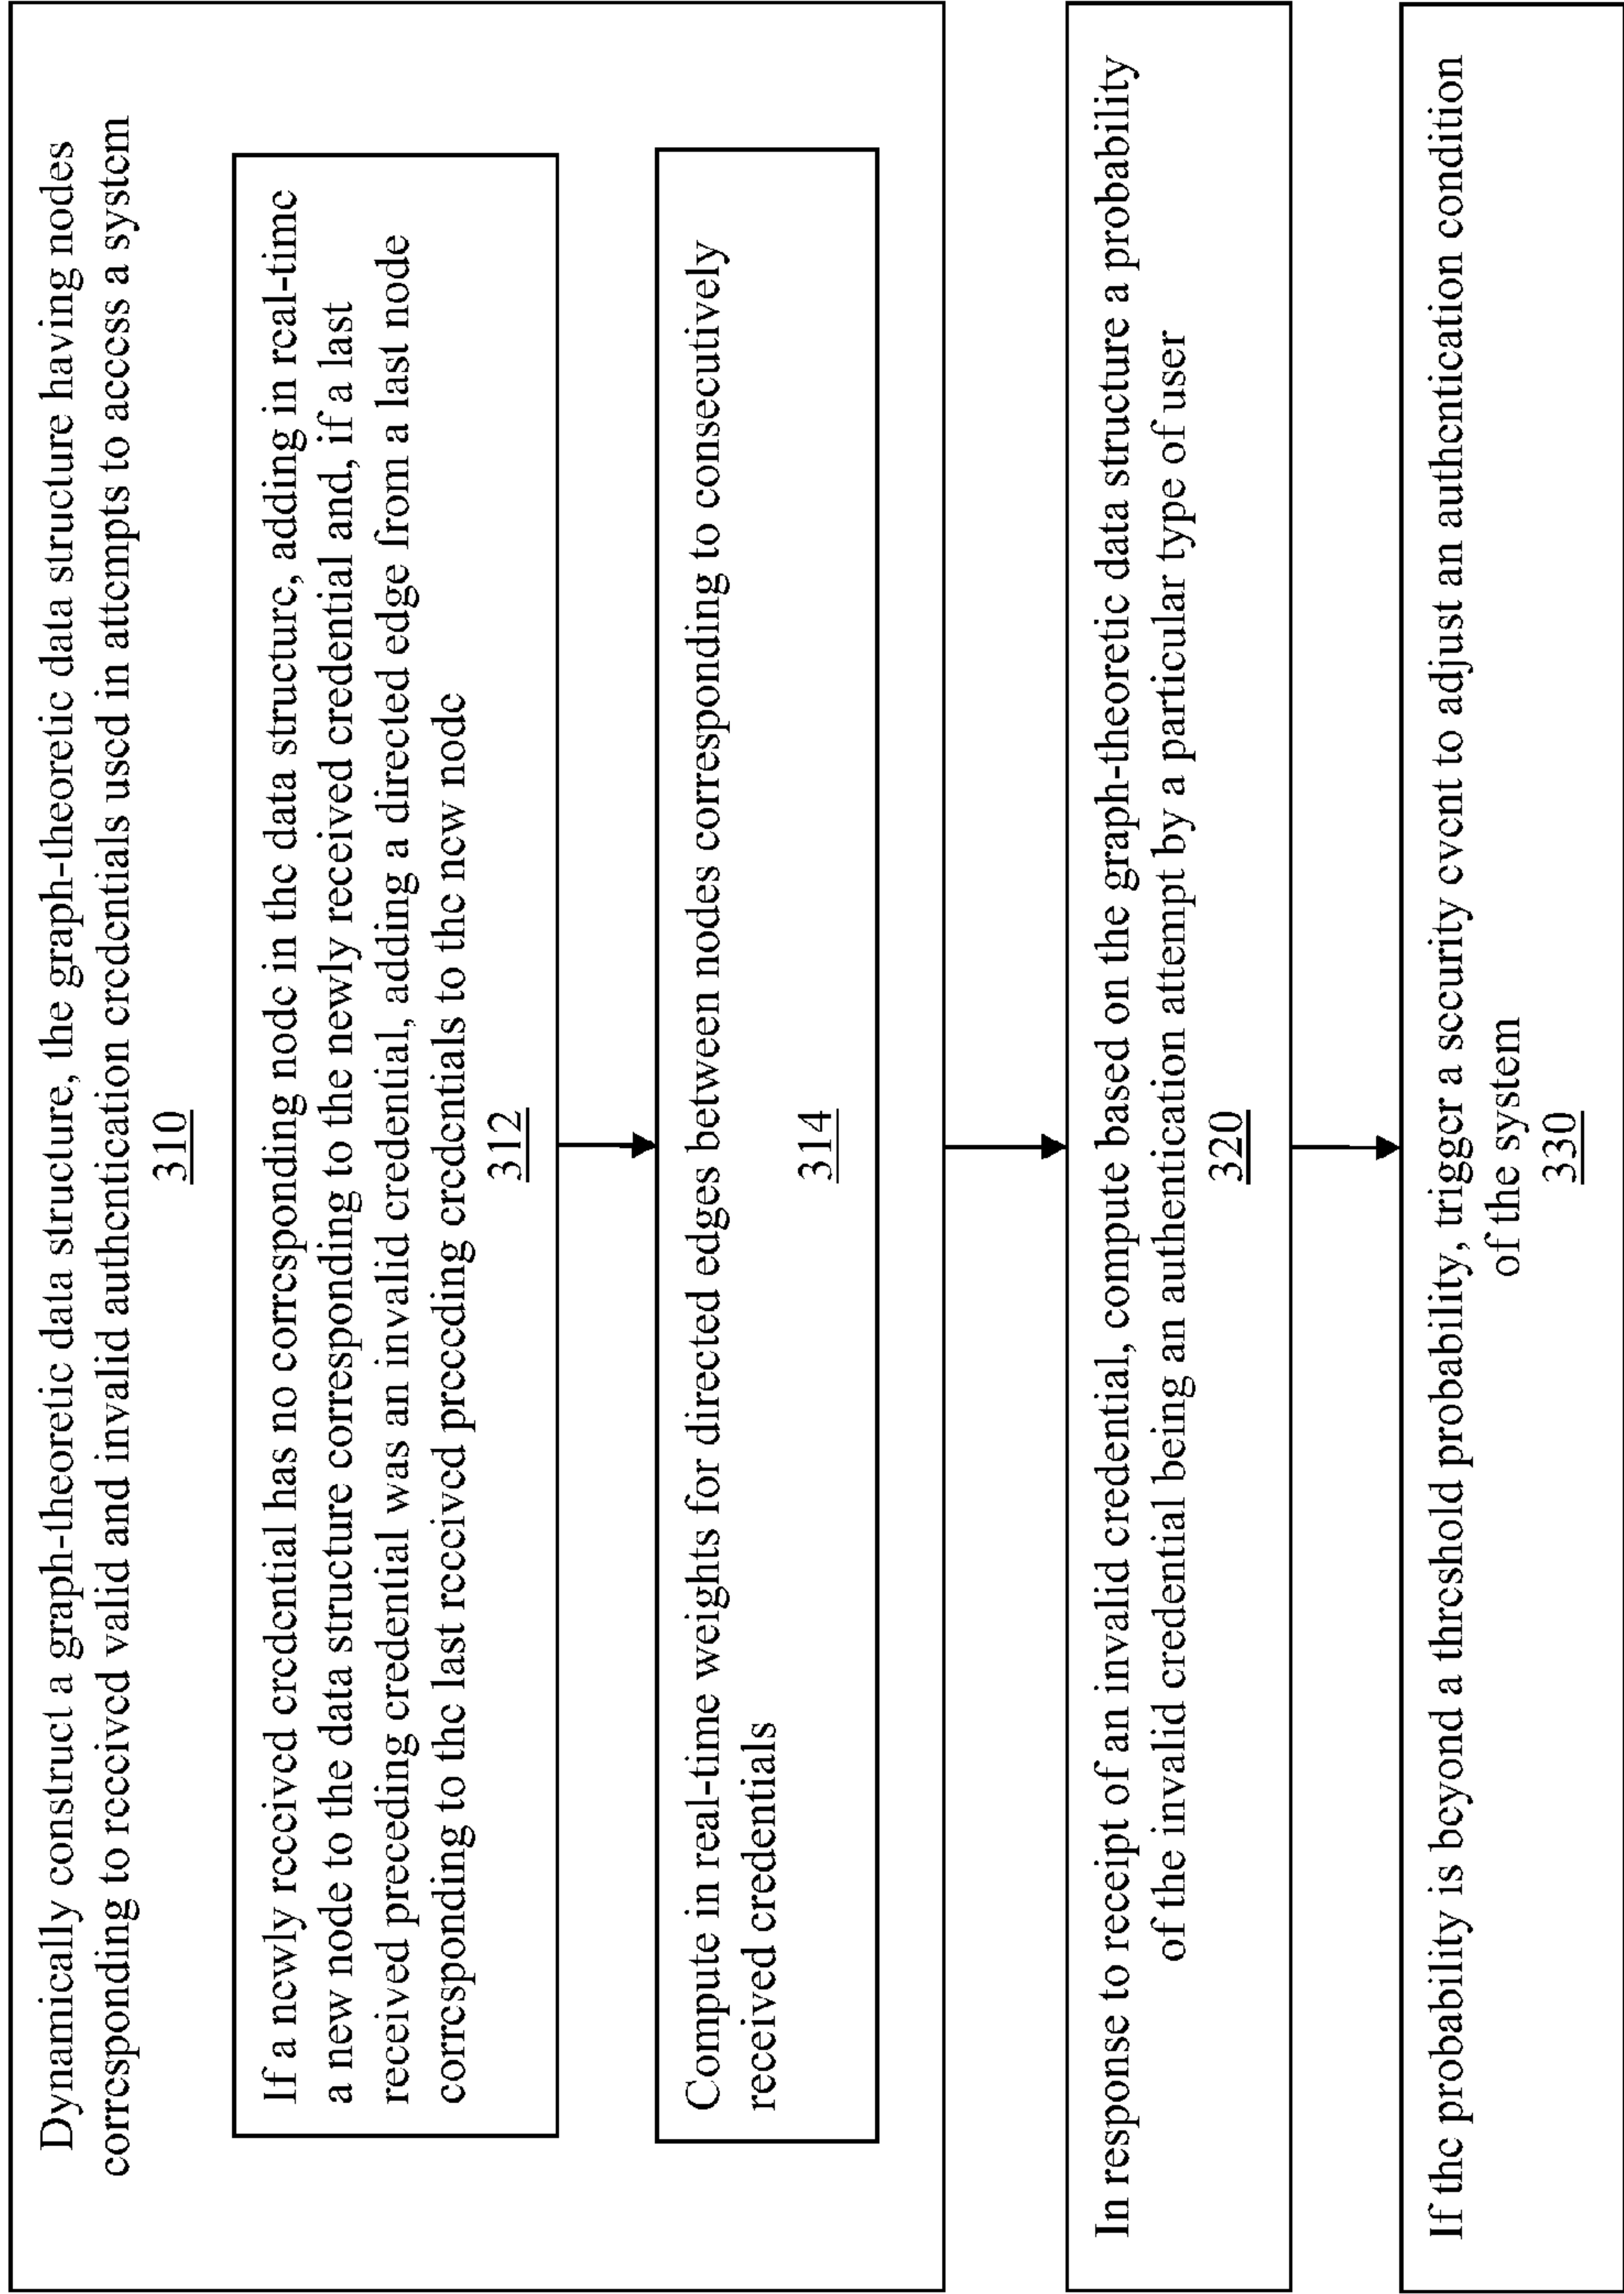 Dynamically construct a graph-theoretic data structure, the graph-theoretic data structure having nodes
corresponding to received valid and invalid authentication credentials used in attempts to access a system
310
If a newly received credential has no corresponding node in the data structure, adding in real-time
a new node to the data structure corresponding to the newly received credential and, if a last
received preceding credential was an invalid credential, adding a directed edge from a last node
corresponding to the last received preceding credentials to the new node
312
Compute in real-time weights for directed edges between nodes corresponding to consecutively
received credentials
314
In response to receipt of an invalid credential, compute based on the graph-theoretic data structure a probability
of the invalid credential being an authentication attempt by a particular type of user
320
If the probability is beyond a threshold probability, trigger a security event to adjust an authentication condition
of the system
330